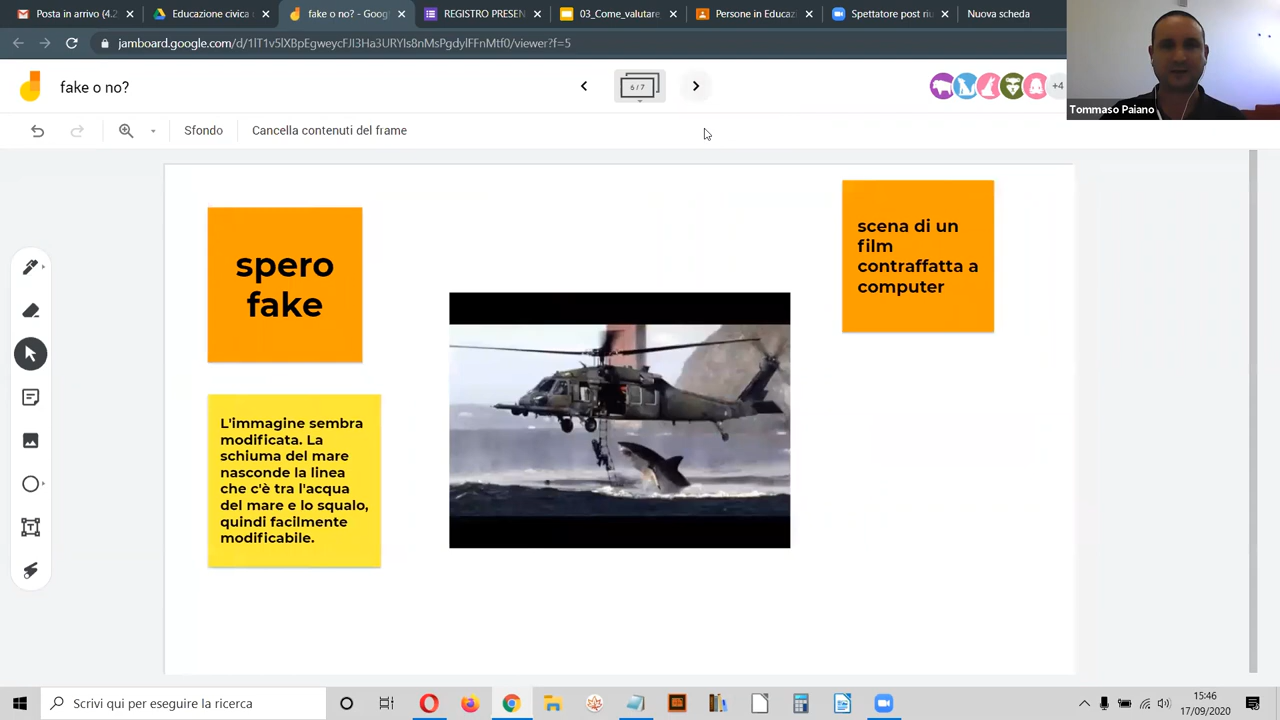 Posta in arrivo (4.2
Educazione civica
fake o no? - Goog
REGISTRO PRESEN
03_Come_valutare
Persone in Educazi
Spettatore post riu
Nuova scheda
jamboard.google.com/d/1lT1v5lXBpEgweycFJI3Ha3URYIs8nMsPgdylFFnMtf0/viewer?f=5
fake o no?
6 / 7
+4
Tommaso Paiano
Sfondo
Cancella contenuti del frame
spero
fake
scena di un
film
contraffatta a
computer
L'immagine sembra
modificata. La
schiuma del mare
nasconde la linea
che c'è tra l'acqua
del mare e lo squalo,
quindi facilmente
modificabile.
Scrivi qui per eseguire la ricerca
15:46
17/09/2020